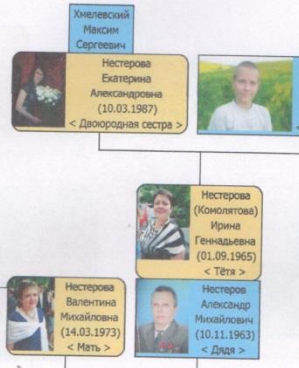 Хмелевский
Максим
Сергеевич
Нестерова
Екатерина
Александровна
(10.03.1987)
< Двоюродная сестра >
Нестерова
(Комолятова)
Ирина
Геннадьевна
(01.09.1965)
< Тётя >
Нестерова
Валентина
Михайловна
(14.03.1973)
< Мать >
Нестеров
Александр
Михайлович
(10.11.1963)
< Дядя >